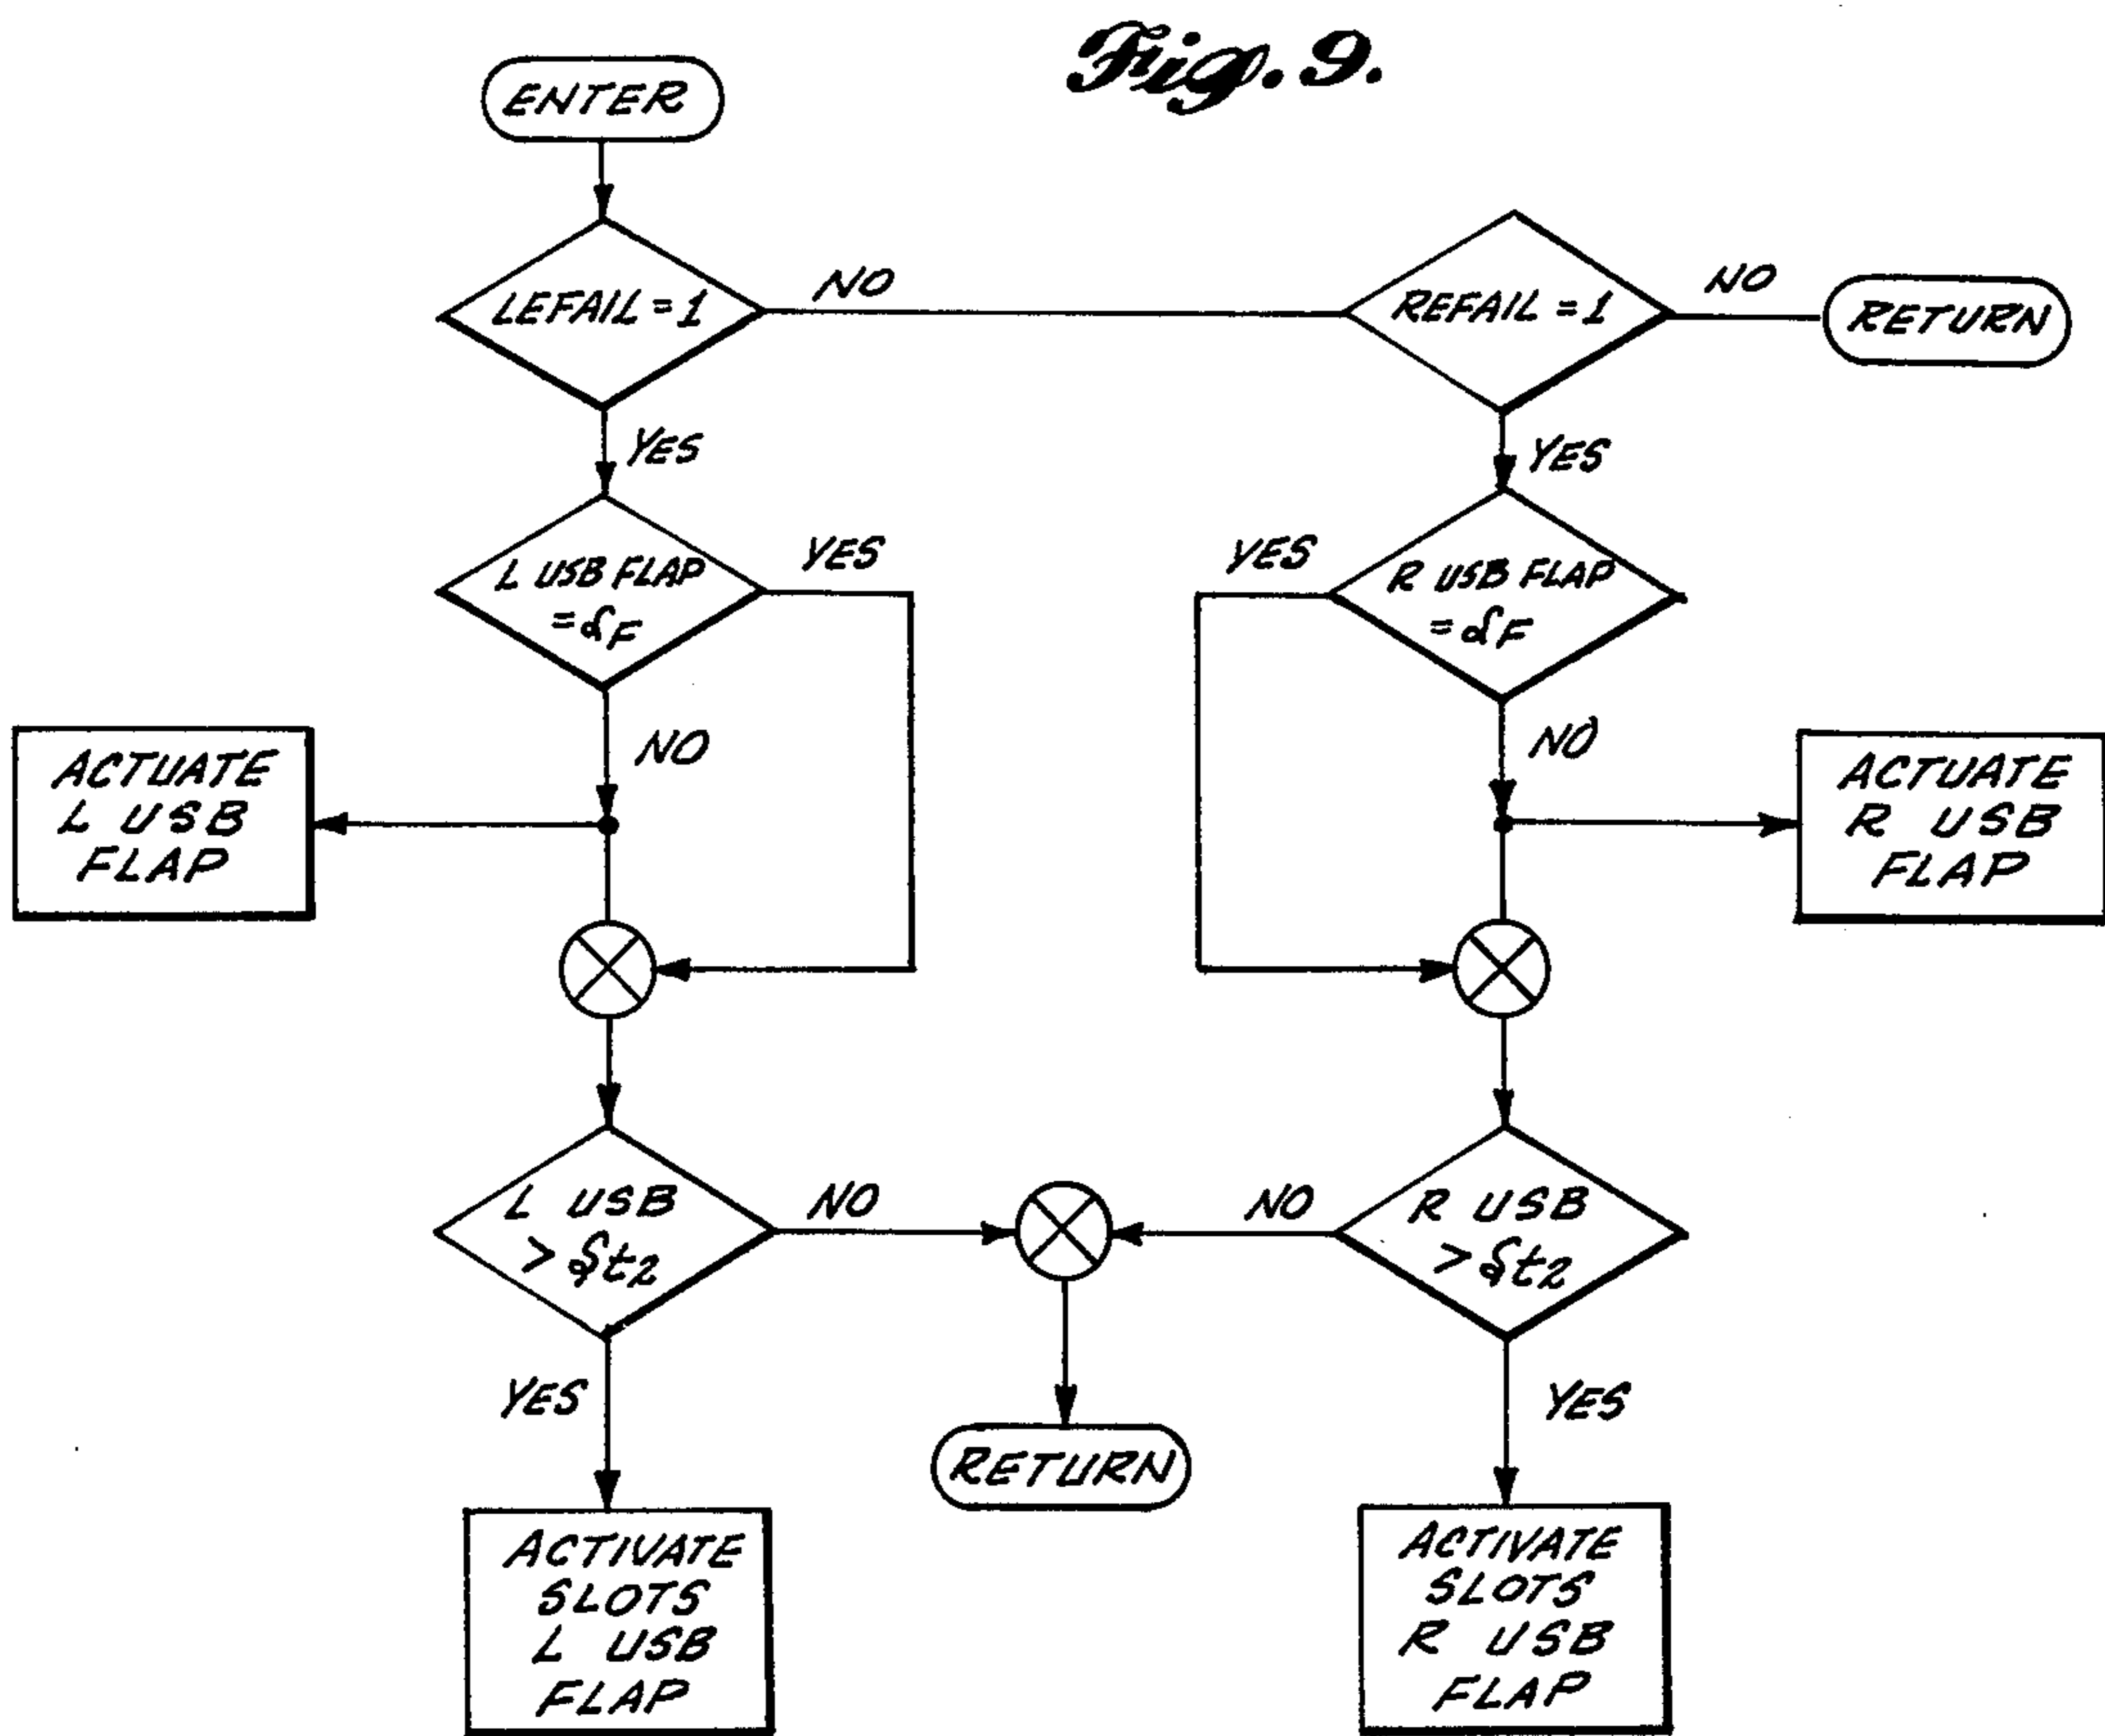 Fig. 9.
ENTER
LEFAIL = 1
NO
REFAIL = 1
NO
RETURN
YES
YES
L USB FLAP
= δF
YES
YES
R USB FLAP
= δF
NO
NO
ACTUATE
L USB
FLAP
ACTUATE
R USB
FLAP
L USB
> δt2
NO
NO
R USB
> δt2
YES
YES
RETURN
ACTIVATE
SLOTS
L USB
FLAP
ACTIVATE
SLOTS
R USB
FLAP